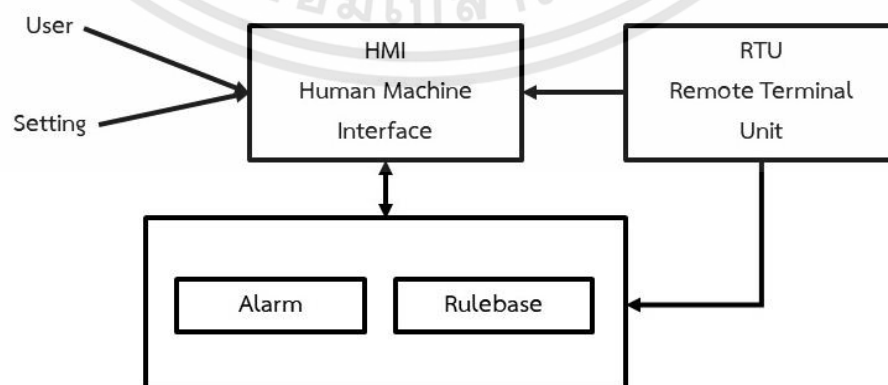 User
Setting
HMI
Human Machine
Interface
RTU
Remote Terminal
Unit
Alarm
Rulebase